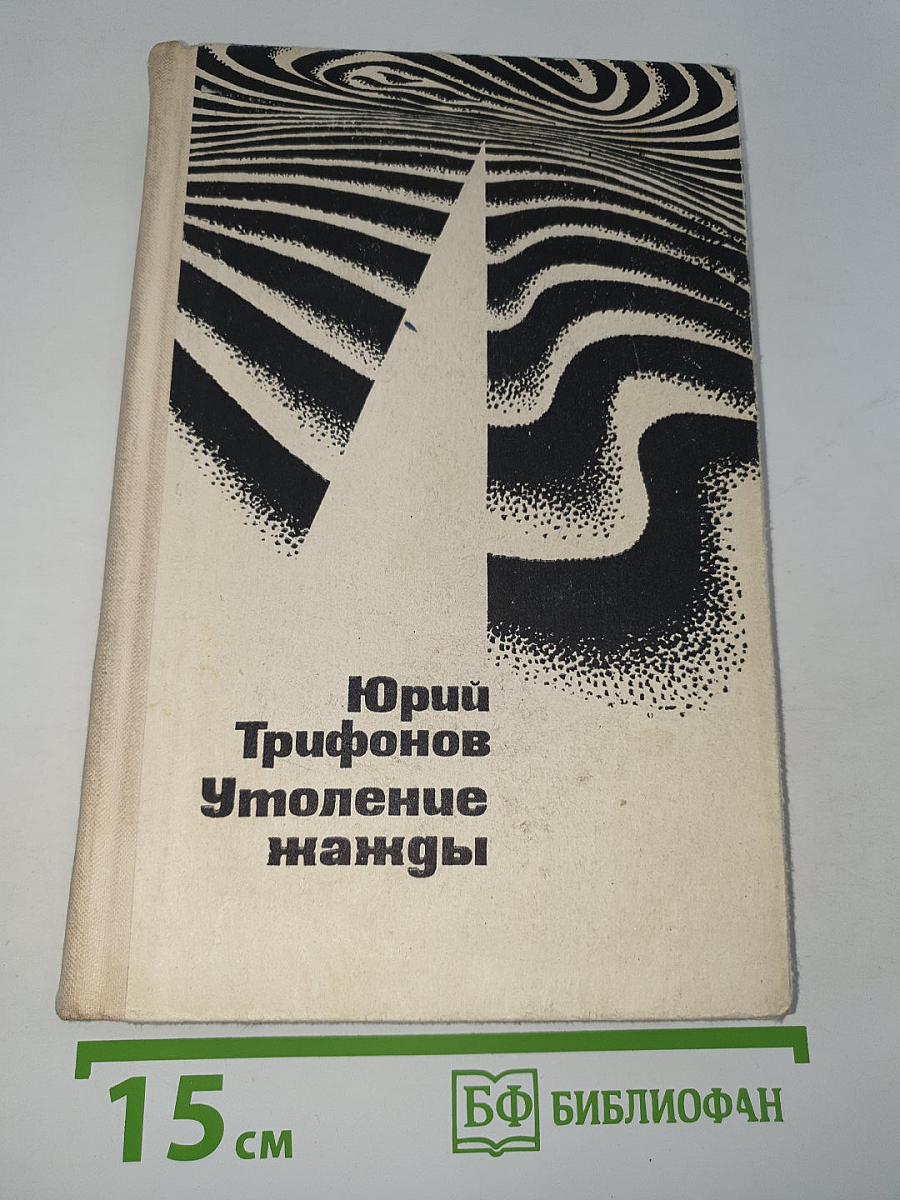 Юрий
Трифонов
Утоление
жажды
15 см
БФ БИБЛИОФАН